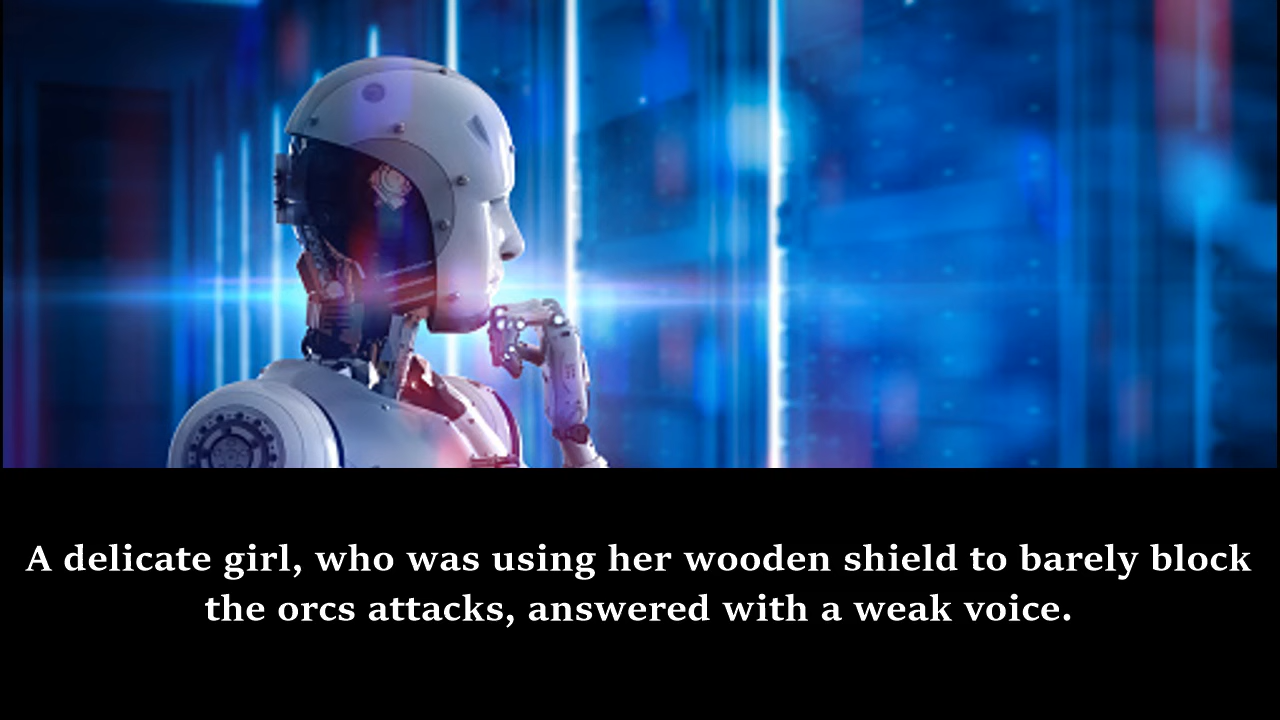 A delicate girl, who was using her wooden shield to barely block
the orcs attacks, answered with a weak voice.